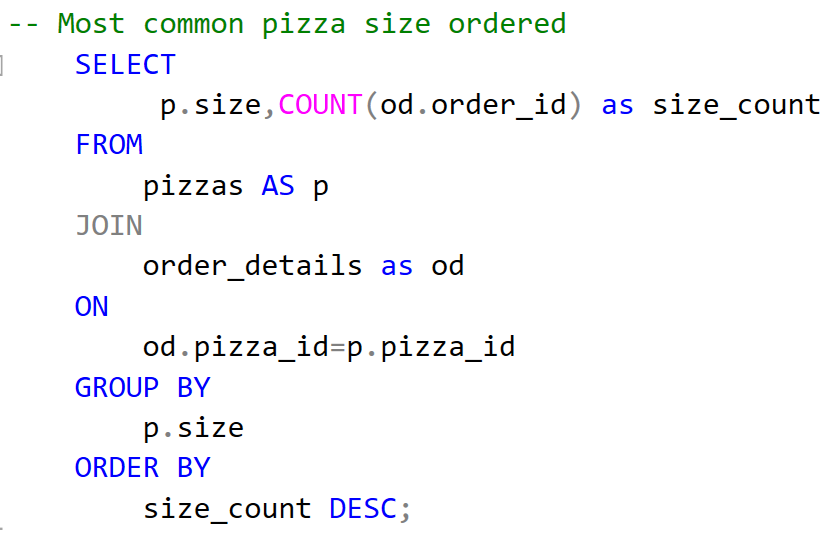 -- Most common pizza size ordered
SELECT
p.size,COUNT(od.order_id) as size_count
FROM
pizzas AS p
JOIN
order_details as od
ON
od.pizza_id=p.pizza_id
GROUP BY
p.size
ORDER BY
size_count DESC;